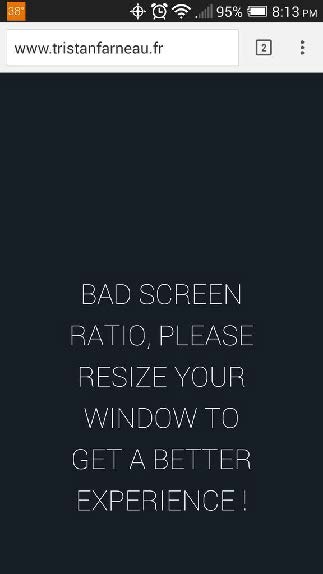 38° 95% 8:13 PM
www.tristanfarneau.fr 2
BAD SCREEN
RATIO, PLEASE
RESIZE YOUR
WINDOW TO
GET A BETTER
EXPERIENCE !